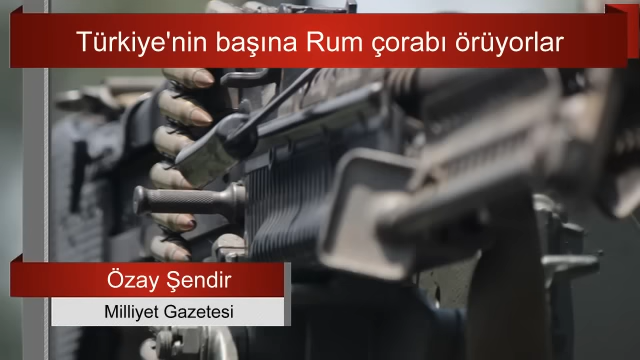 Türkiye'nin başına Rum çorabı örüyorlar
Özay Şendir
Milliyet Gazetesi